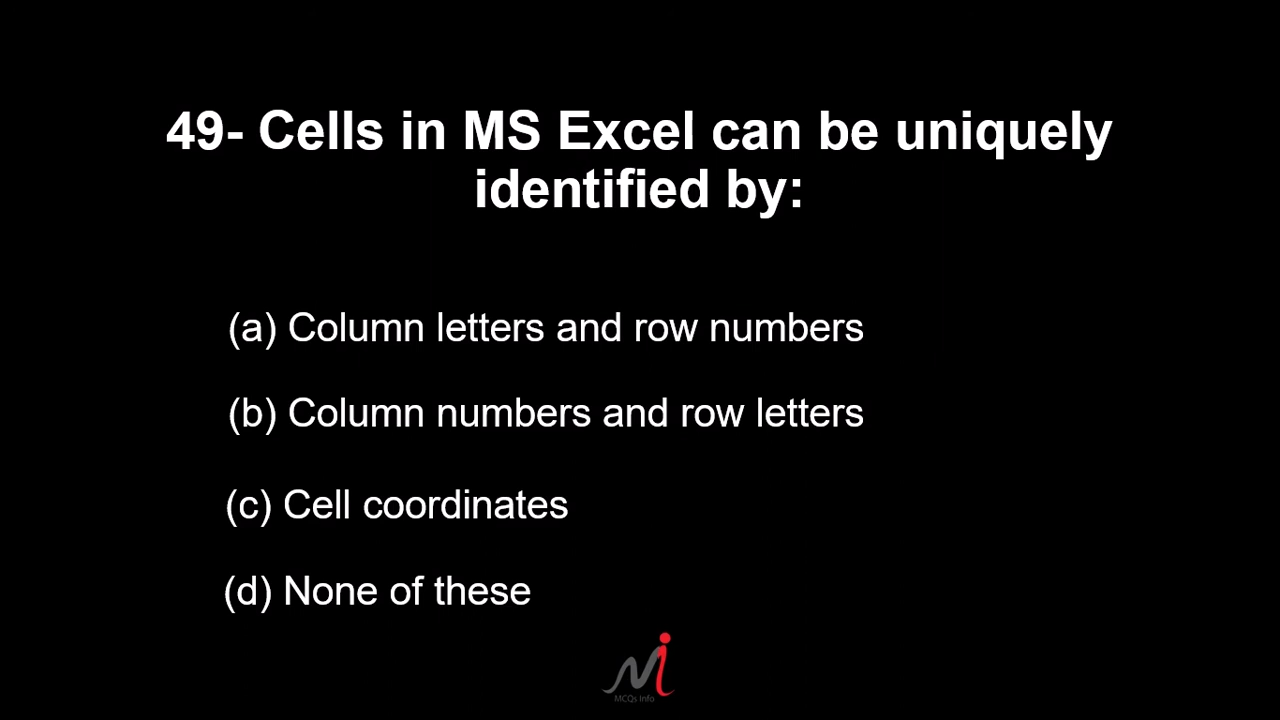 49- Cells in MS Excel can be uniquely
identified by:
(a) Column letters and row numbers
(b) Column numbers and row letters
(c) Cell coordinates
(d) None of these
MCQs Info